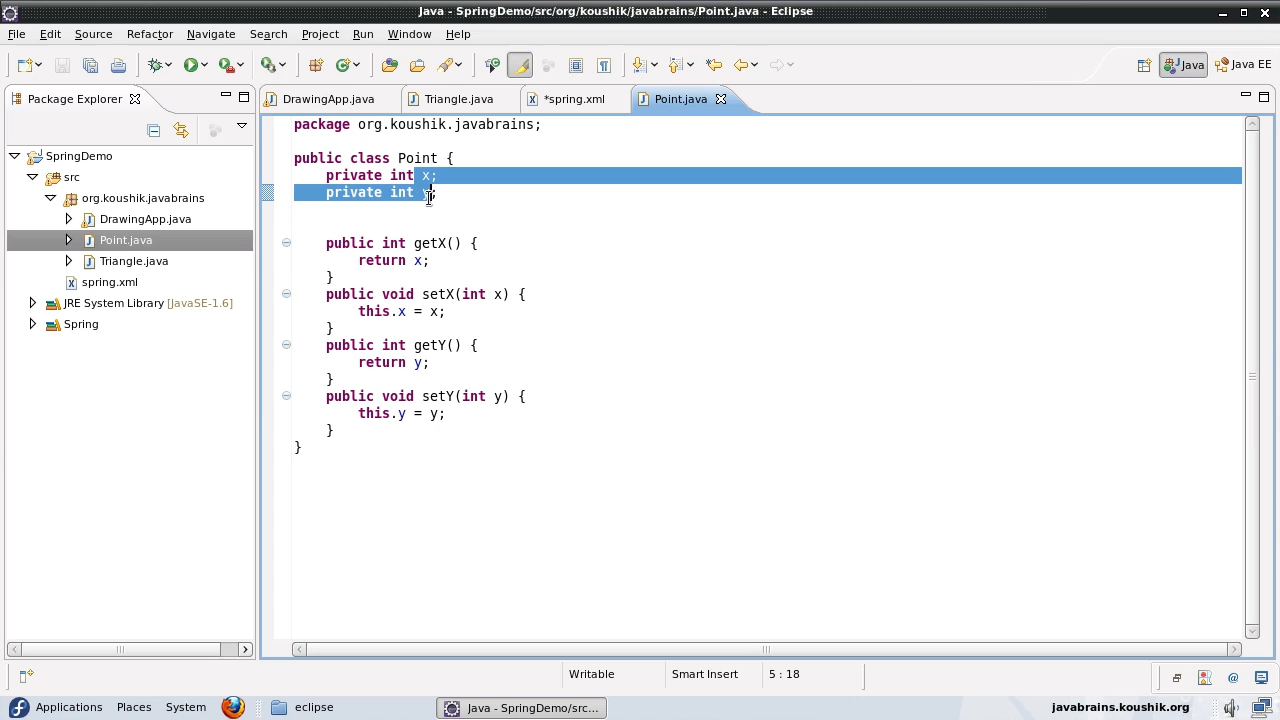 Java - SpringDemo/src/org/koushik/javabrains/Point.java - Eclipse
File Edit Source Refactor Navigate Search Project Run Window Help
Java Java EE
Package Explorer
DrawingApp.java Triangle.java *spring.xml Point.java
SpringDemo
src
org.koushik.javabrains
DrawingApp.java
Point.java
Triangle.java
spring.xml
JRE System Library [JavaSE-1.6]
Spring
package org.koushik.javabrains;
public class Point {
private int x;
private int y;
public int getX() {
return x;
}
public void setX(int x) {
this.x = x;
}
public int getY() {
return y;
}
public void setY(int y) {
this.y = y;
}
}
Writable Smart Insert 5 : 18
Applications Places System eclipse Java - SpringDemo/src... javabrains.koushik.org